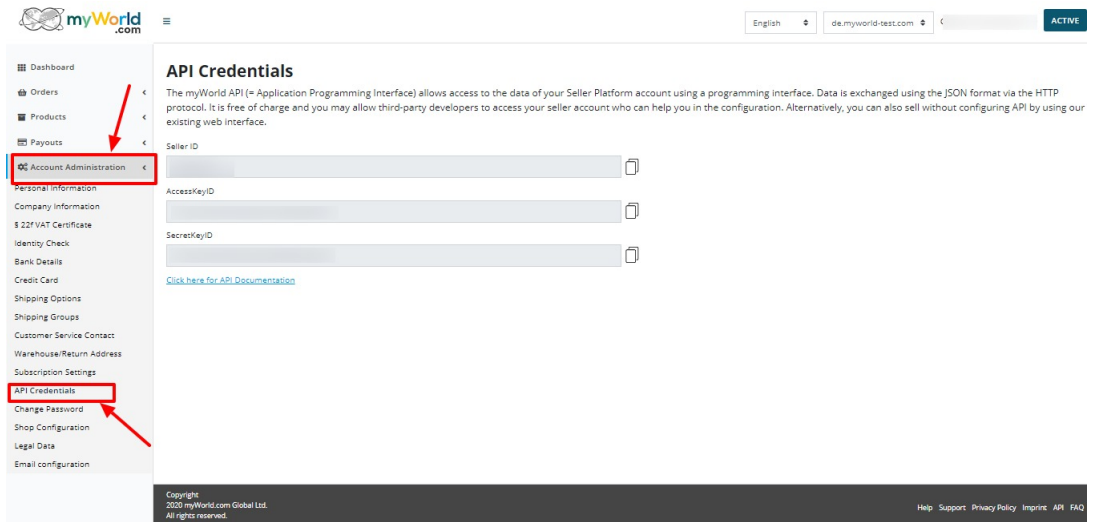 myWorld
.com
English
de.myworld-test.com
ACTIVE
Dashboard
Orders
Products
Payouts
Account Administration
Personal Information
Company Information
§ 22f VAT Certificate
Identity Check
Bank Details
Credit Card
Shipping Options
Shipping Groups
Customer Service Contact
Warehouse/Return Address
Subscription Settings
API Credentials
Change Password
Shop Configuration
Legal Data
Email configuration
API Credentials
The myWorld API (= Application Programming Interface) allows access to the data of your Seller Platform account using a programming interface. Data is exchanged using the JSON format via the HTTP
protocol. It is free of charge and you may allow third-party developers to access your seller account who can help you in the configuration. Alternatively, you can also sell without configuring API by using our
existing web interface.
Seller ID
AccessKeyID
SecretKeyID
Click here for API Documentation
Copyright
2020 myWorld.com Global Ltd.
All rights reserved.
Help Support Privacy Policy Imprint API FAQ